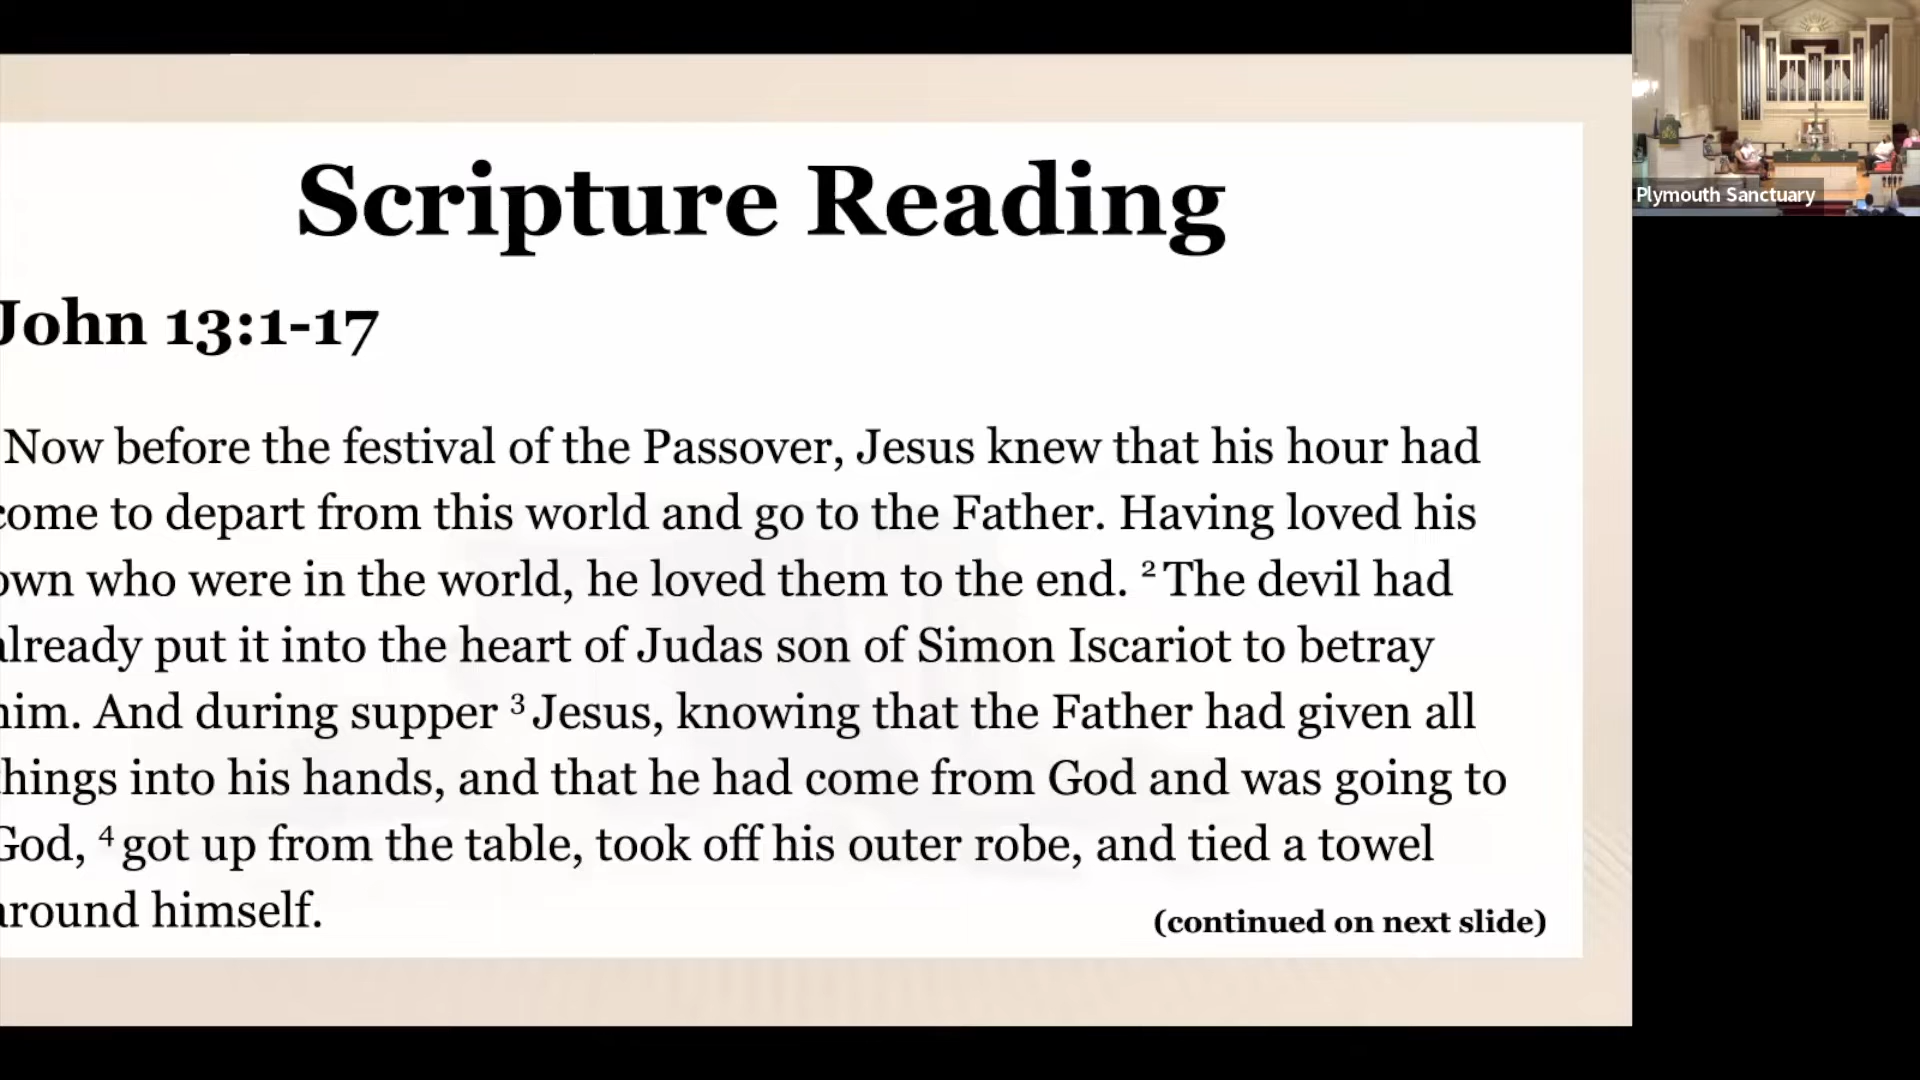 Scripture Reading
John 13:1-17
Now before the festival of the Passover, Jesus knew that his hour had
come to depart from this world and go to the Father. Having loved his
own who were in the world, he loved them to the end. ² The devil had
already put it into the heart of Judas son of Simon Iscariot to betray
him. And during supper ³ Jesus, knowing that the Father had given all
things into his hands, and that he had come from God and was going to
God, ⁴ got up from the table, took off his outer robe, and tied a towel
around himself.
(continued on next slide)
Plymouth Sanctuary